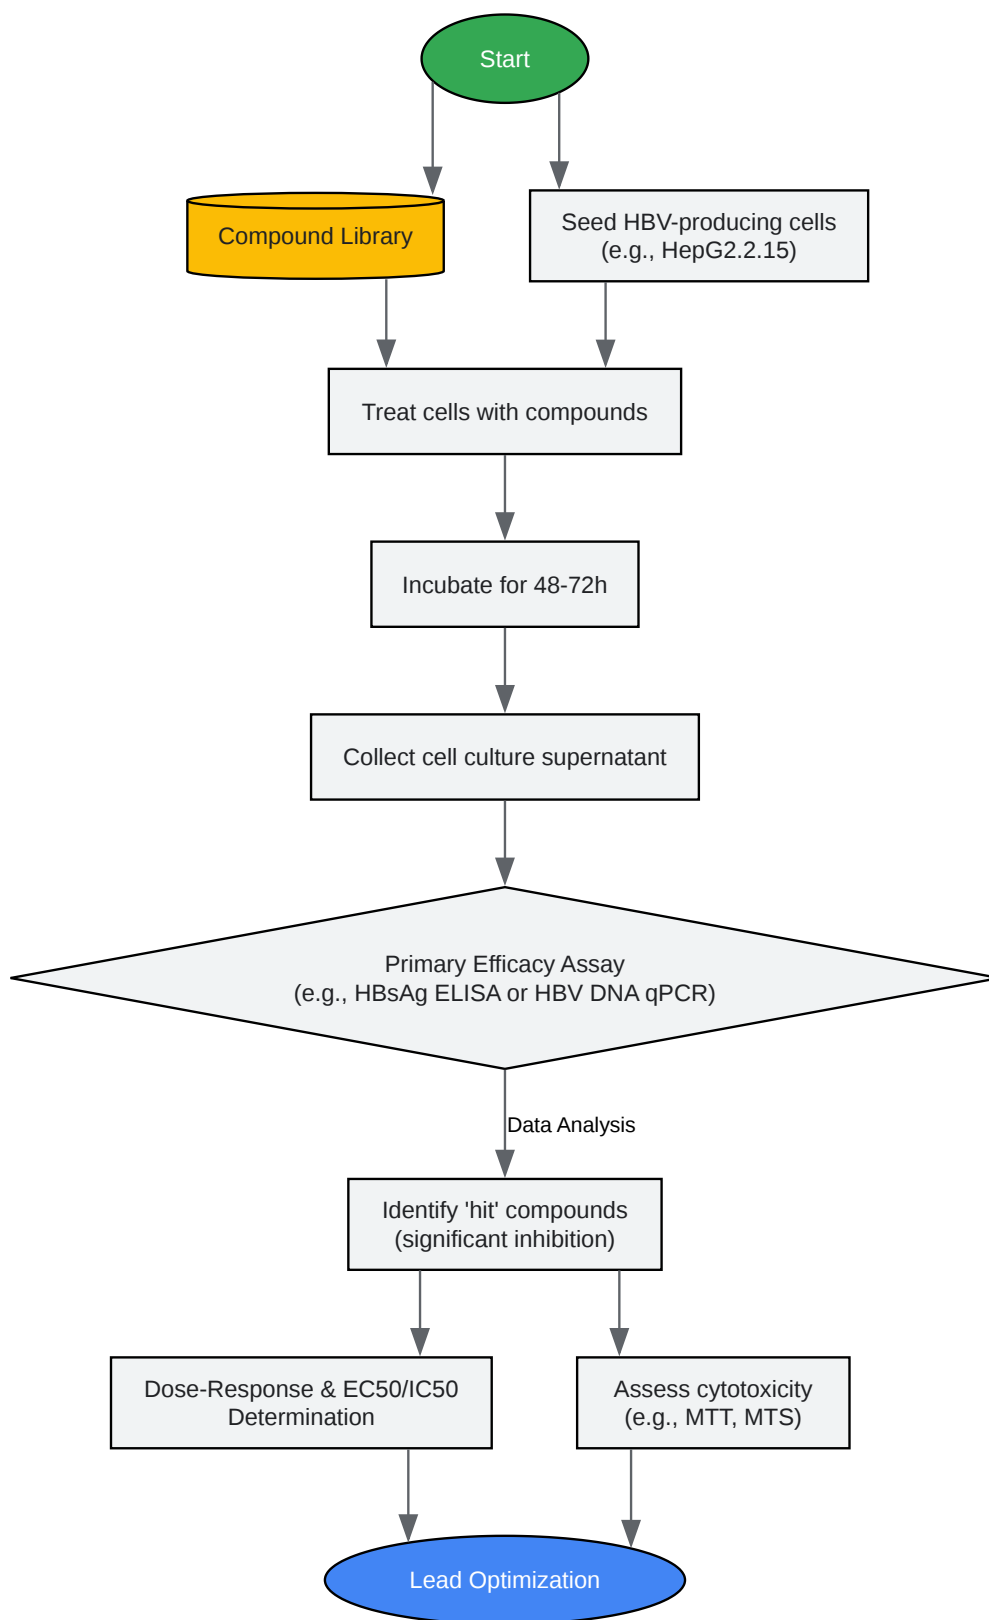 Start
Compound Library
Seed HBV-producing cells
(e.g., HepG2.2.15)
Treat cells with compounds
Incubate for 48-72h
Collect cell culture supernatant
Primary Efficacy Assay
(e.g., HBsAg ELISA or HBV DNA qPCR)
Data Analysis
Identify 'hit' compounds
(significant inhibition)
Dose-Response & EC50/IC50
Determination
Assess cytotoxicity
(e.g., MTT, MTS)
Lead Optimization